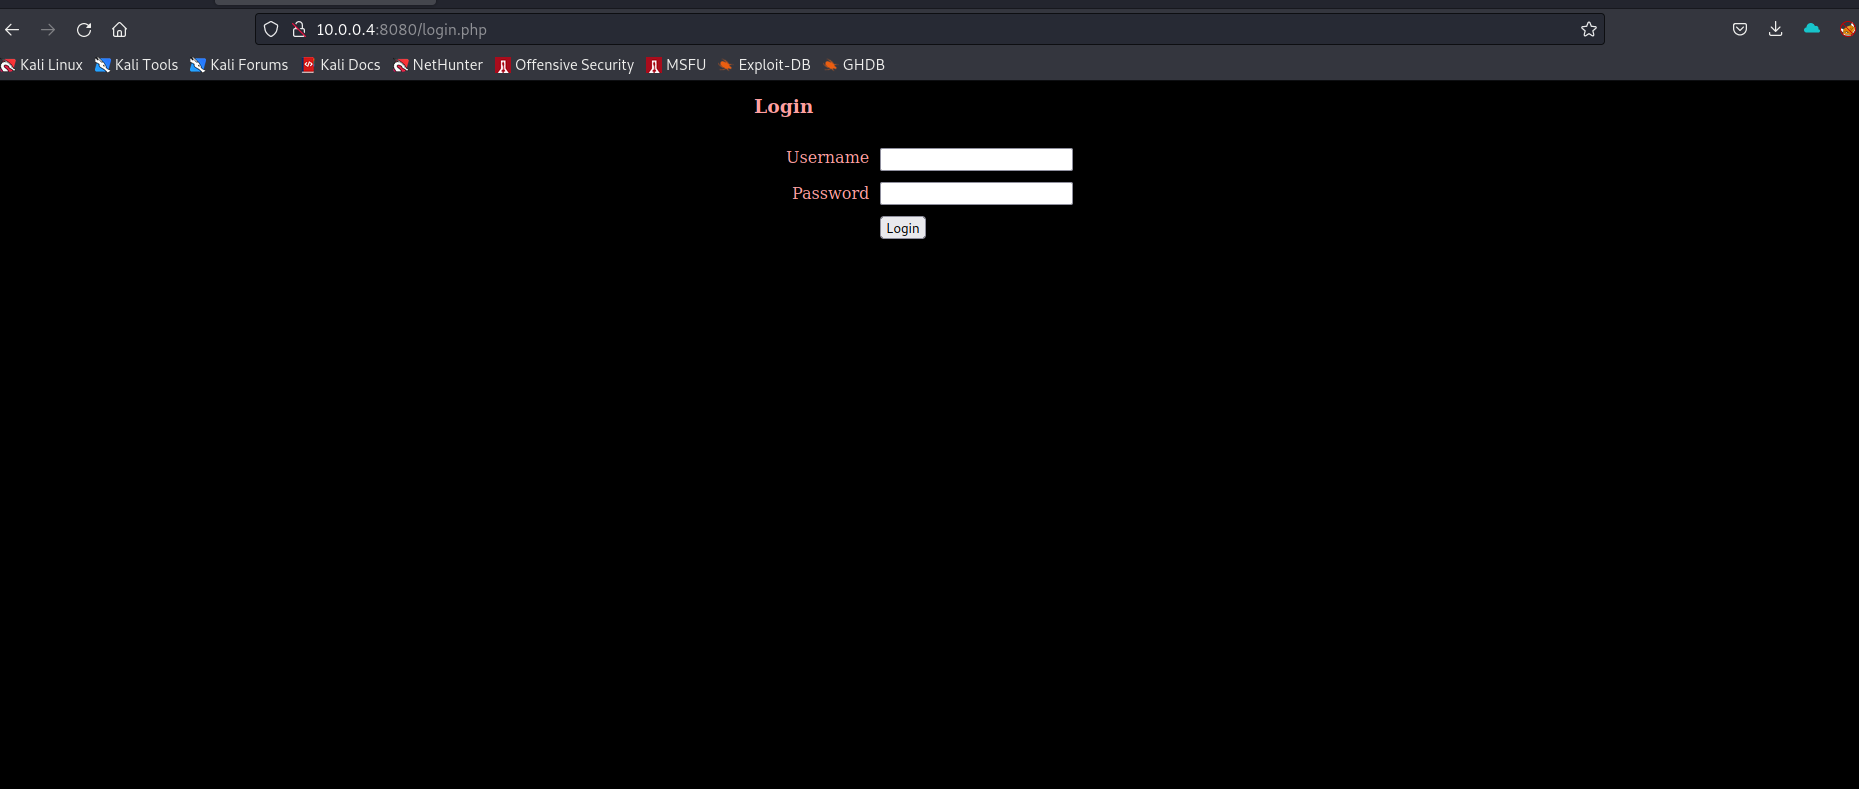 10.0.0.4:8080/login.php
Kali Linux Kali Tools Kali Forums Kali Docs NetHunter Offensive Security MSFU Exploit-DB GHDB
Login
Username
Password
Login